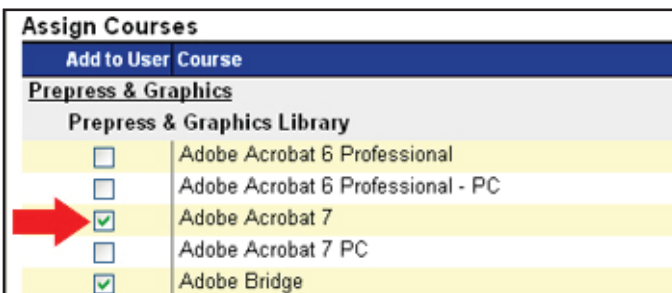 Assign Courses
Add to User Course
Prepress & Graphics
Prepress & Graphics Library
Adobe Acrobat 6 Professional
Adobe Acrobat 6 Professional - PC
Adobe Acrobat 7
Adobe Acrobat 7 PC
Adobe Bridge